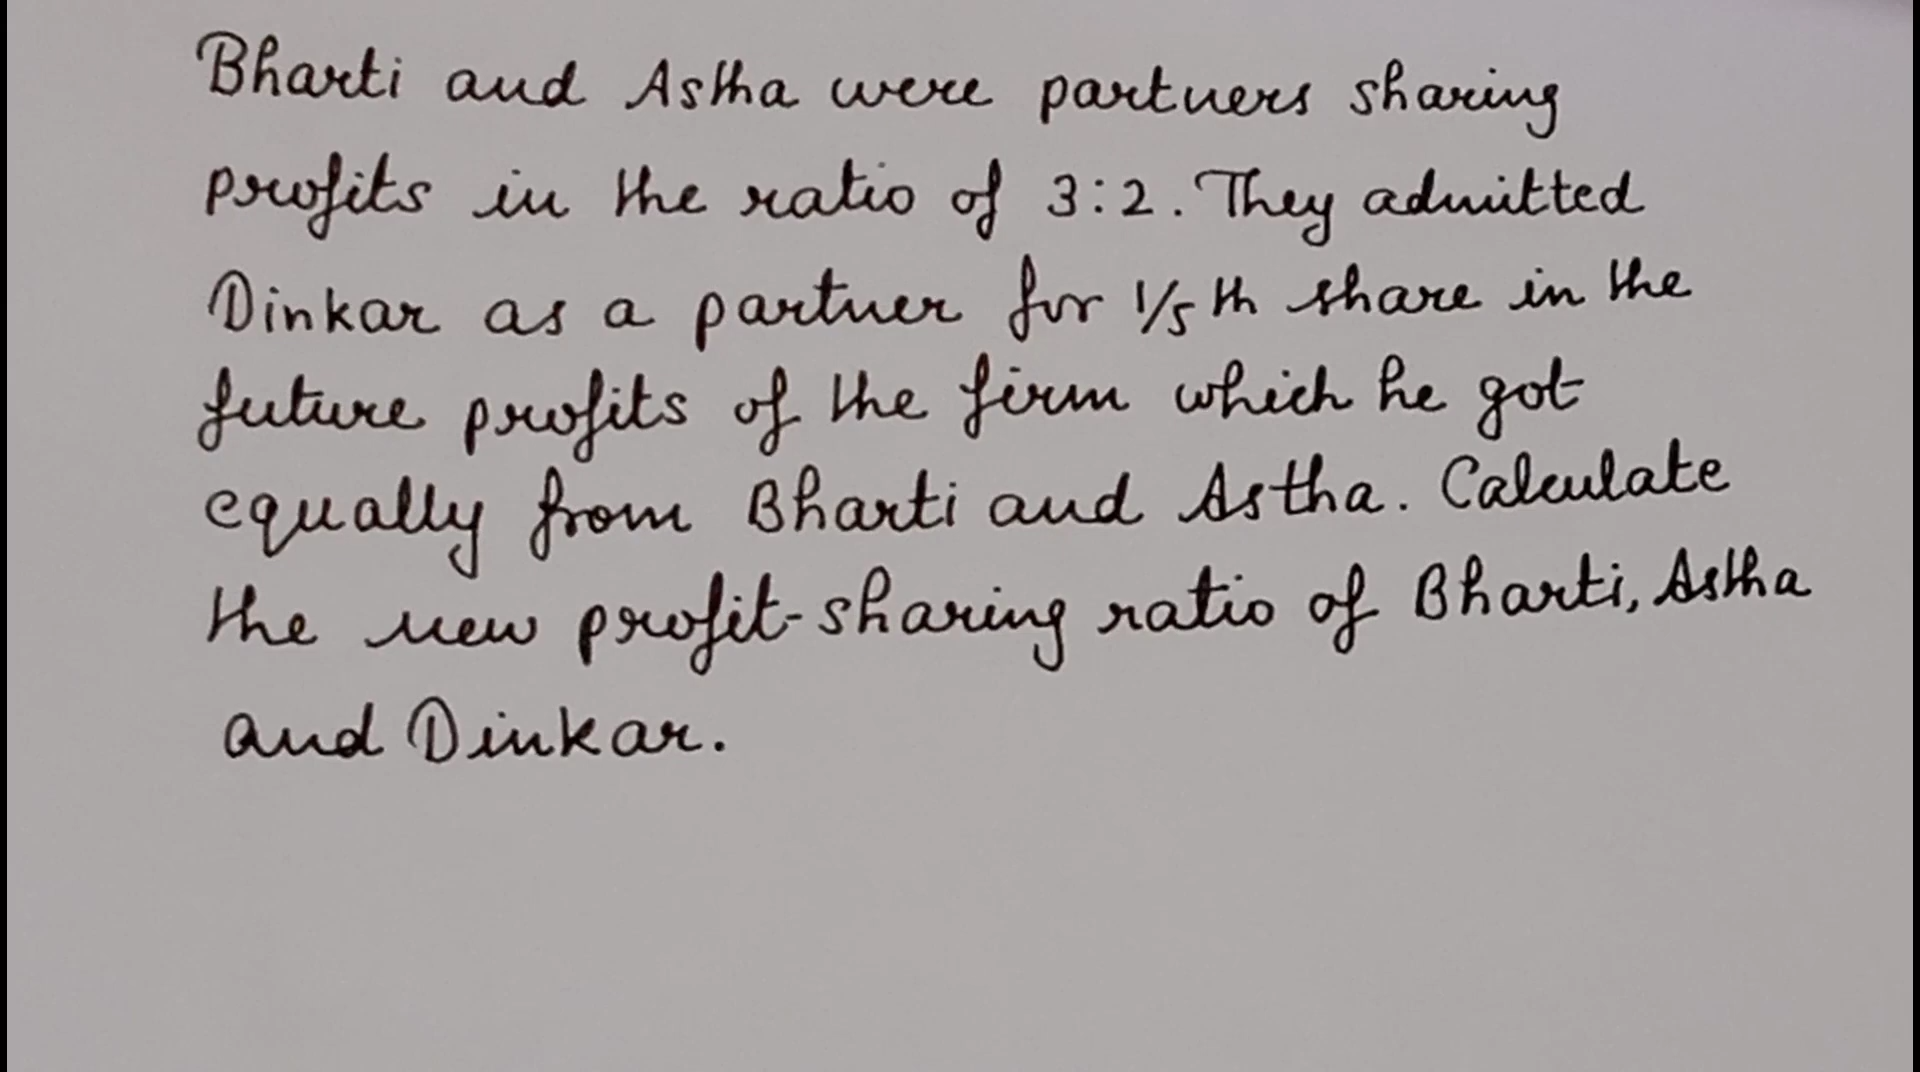 Bharti and Astha were partners sharing
profits in the ratio of 3:2. They admitted
Dinkar as a partner for 1/5th share in the
future profits of the firm which he got
equally from Bharti and Astha. Calculate
the new profit-sharing ratio of Bharti, Astha
and Dinkar.